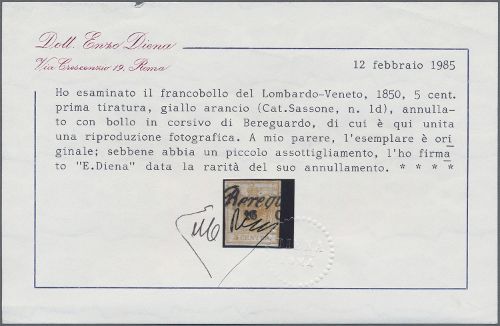 Dott. Enzo Diena
Via Crescenzio 19. Roma
12 febbraio 1985
Ho esaminato il francobollo del Lombardo-Veneto, 1850, 5 cent.
prima tiratura, giallo arancio (Cat.Sassone, n. 1d), annulla-
to con bollo in corsivo di Bereguardo, di cui è qui unita
una riproduzione fotografica. A mio parere, l'esemplare è ori
ginale; sebbene abbia un piccolo assottigliamento, l'ho firma
to "E.Diena" data la rarità del suo annullamento. * * * *
Beregu